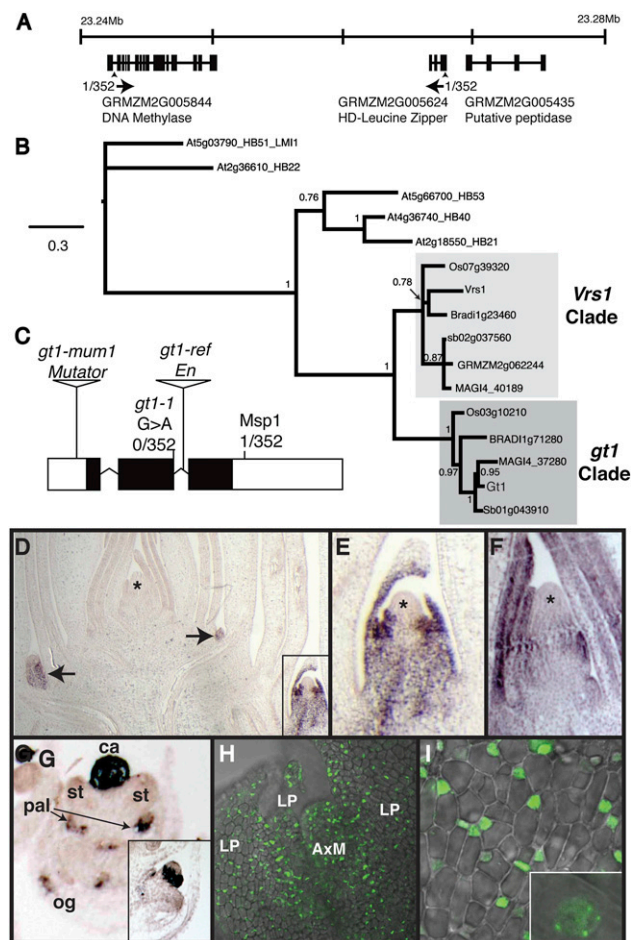 A
23.24Mb
23.28Mb
1/352
1/352
GRMZM2G005844
DNA Methylase
GRMZM2G005624
HD-Leucine Zipper
GRMZM2G005435
Putative peptidase
B
At5g03790_HB51_LMI1
At2g36610_HB22
0.3
0.76
At5g66700_HB53
1
At4g36740_HB40
At2g18550_HB21
1
Os07g39320
0.78
Vrs1
Bradi1g23460
sb02g037560
0.87
GRMZM2g062244
MAGI4_40189
Vrs1
Clade
1
Os03g10210
1
BRADI1g71280
MAGI4_37280
0.97
0.95
Gt1
1
Sb01g043910
gt1
Clade
C
gt1-mum1
Mutator
gt1-ref
En
gt1-1
G>A
0/352
Msp1
1/352
D
*
E
*
F
*
G
G
ca
st
st
pal
og
H
LP
LP
LP
AxM
I